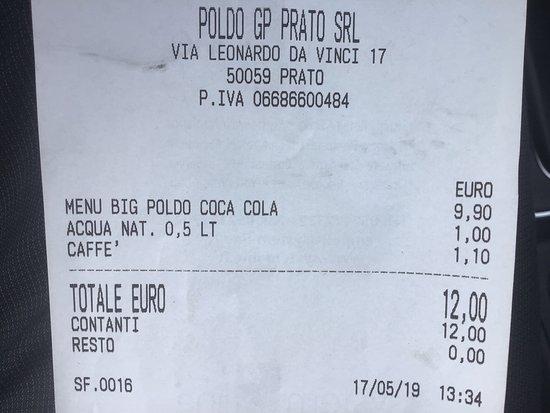 POLDO GP PRATO SRL
VIA LEONARDO DA VINCI 17
50059 PRATO
P.IVA 06686600484
EURO
MENU BIG POLDO COCA COLA 9,90
ACQUA NAT. 0,5 LT 1,00
CAFFE' 1,10
TOTALE EURO 12,00
CONTANTI 12,00
RESTO 0,00
SF.0016 17/05/19 13:34